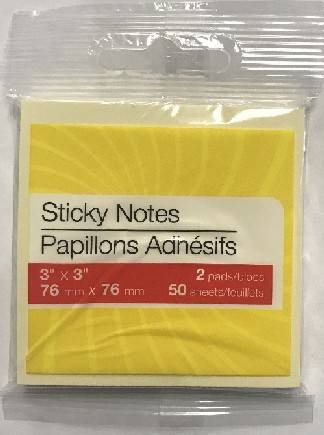 Sticky Notes
Papillons Adhésifs
3" x 3" 2 pads/blocs
76 mm x 76 mm 50 sheets/feuillets